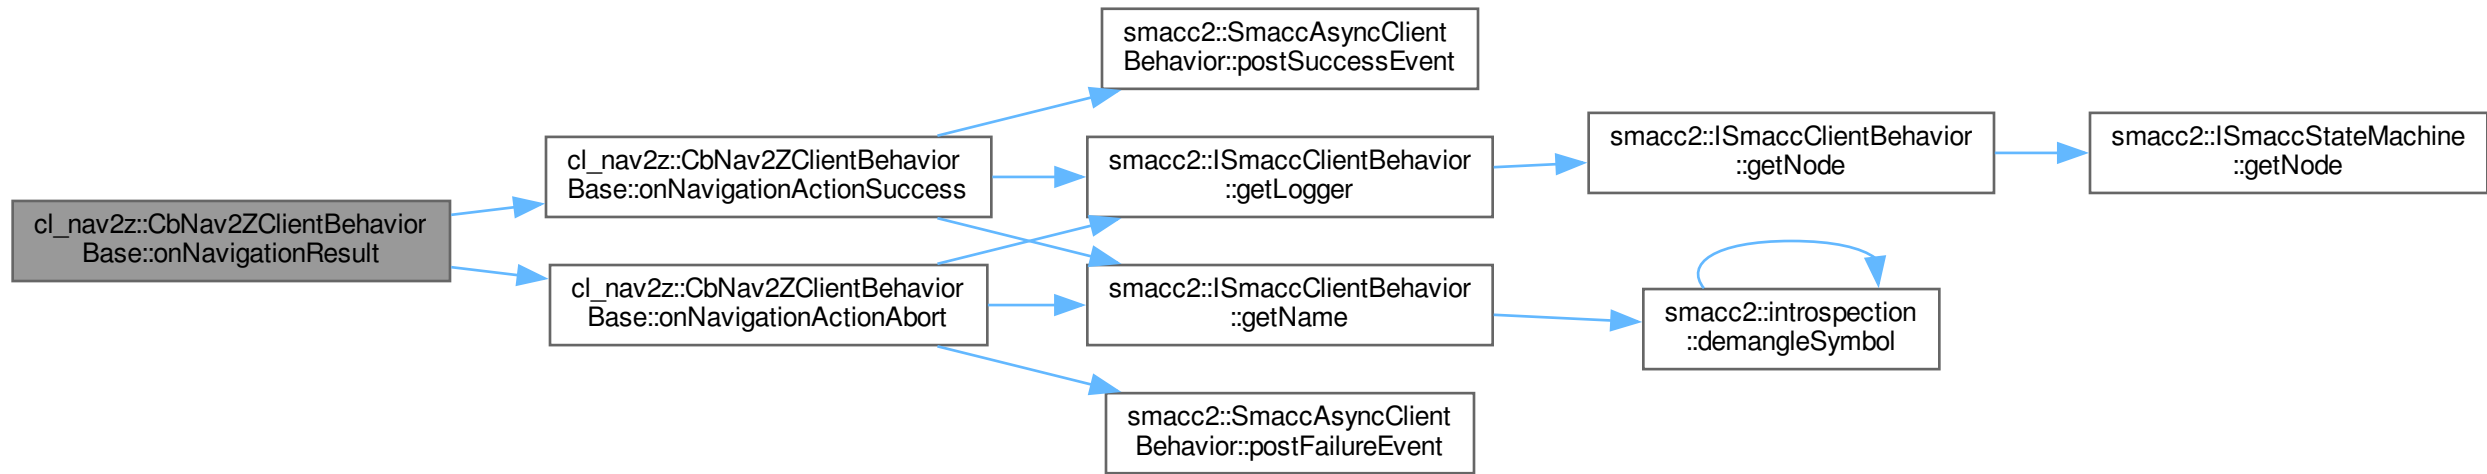 cl_nav2z::CbNav2ZClientBehavior
Base::onNavigationResult
cl_nav2z::CbNav2ZClientBehavior
Base::onNavigationActionSuccess
cl_nav2z::CbNav2ZClientBehavior
Base::onNavigationActionAbort
smacc2::SmaccAsyncClient
Behavior::postSuccessEvent
smacc2::ISmaccClientBehavior
::getLogger
smacc2::ISmaccClientBehavior
::getName
smacc2::SmaccAsyncClient
Behavior::postFailureEvent
smacc2::ISmaccClientBehavior
::getNode
smacc2::introspection
::demangleSymbol
smacc2::ISmaccStateMachine
::getNode